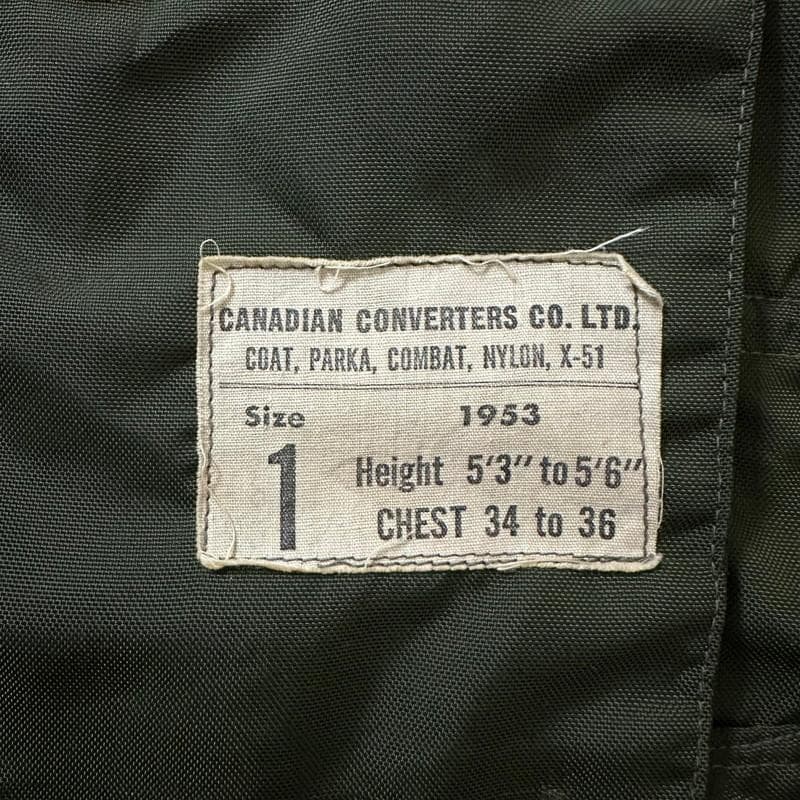 CANADIAN CONVERTERS CO. LTD.
COAT, PARKA, COMBAT, NYLON, X-51
Size 1953
1 Height 5'3" to 5'6"
CHEST 34 to 36